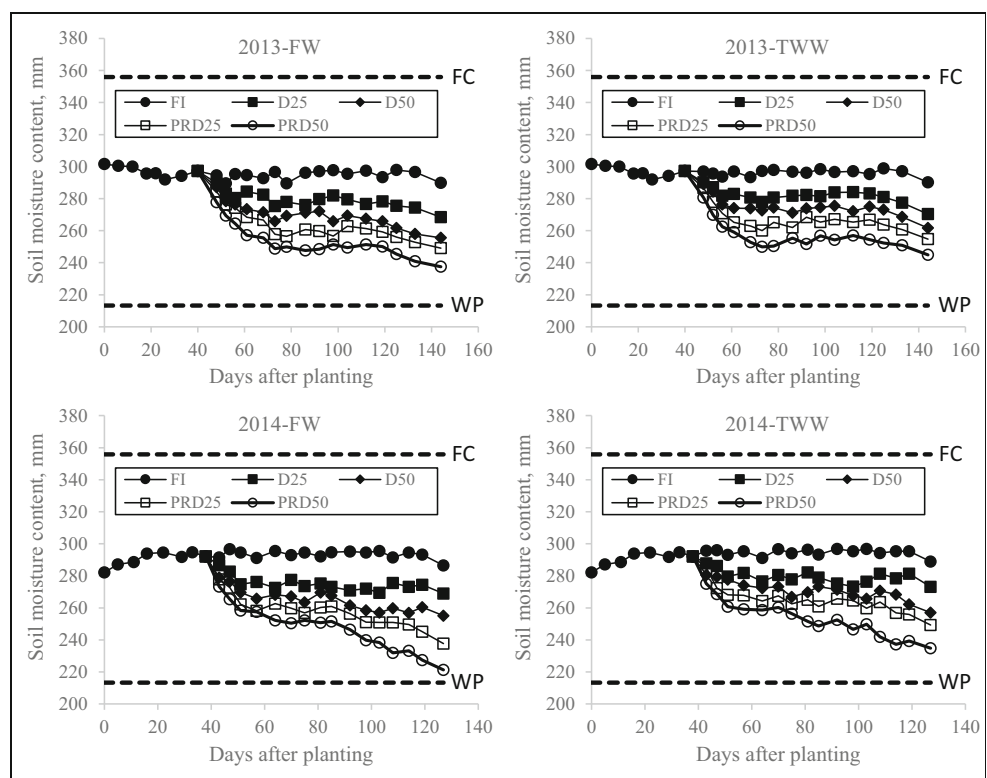 2013-FW
380
360
340
320
300
280
260
240
220
200
Soil moisture content, mm
FC
FI D25 D50
PRD25 PRD50
WP
0 20 40 60 80 100 120 140 160
Days after planting
2013-TWW
380
360
340
320
300
280
260
240
220
200
Soil moisture content, mm
FC
FI D25 D50
PRD25 PRD50
WP
0 20 40 60 80 100 120 140 160
Days after planting
2014-FW
380
360
340
320
300
280
260
240
220
200
Soil moisture content, mm
FC
FI D25 D50
PRD25 PRD50
WP
0 20 40 60 80 100 120 140
Days after planting
2014-TWW
380
360
340
320
300
280
260
240
220
200
Soil moisture content, mm
FC
FI D25 D50
PRD25 PRD50
WP
0 20 40 60 80 100 120 140
Days after planting